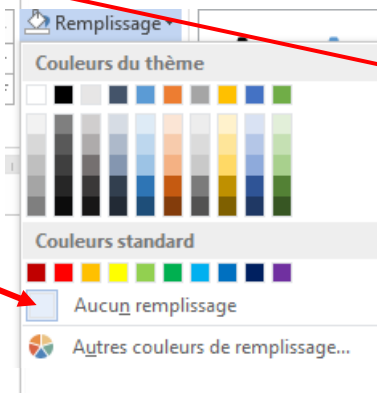 Remplissage
Couleurs du thème
Couleurs standard
Aucun remplissage
Autres couleurs de remplissage...